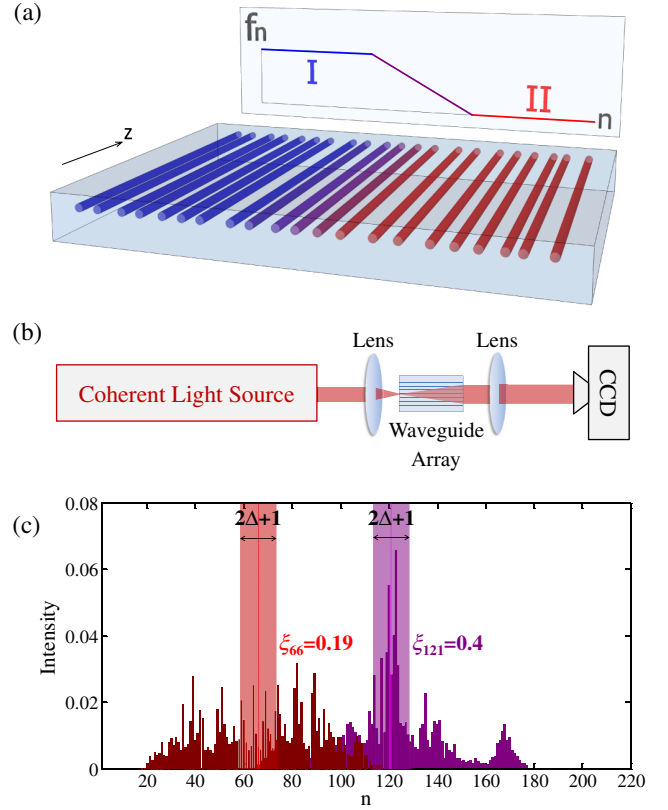 (a)
fn
I
II
n
z
(b)
Lens
Lens
Coherent Light Source
Waveguide
Array
CCD
(c)
0.08
0.06
0.04
0.02
0
Intensity
2Δ+1
2Δ+1
ξ66=0.19
ξ121=0.4
20 40 60 80 100 120 140 160 180 200 220
n